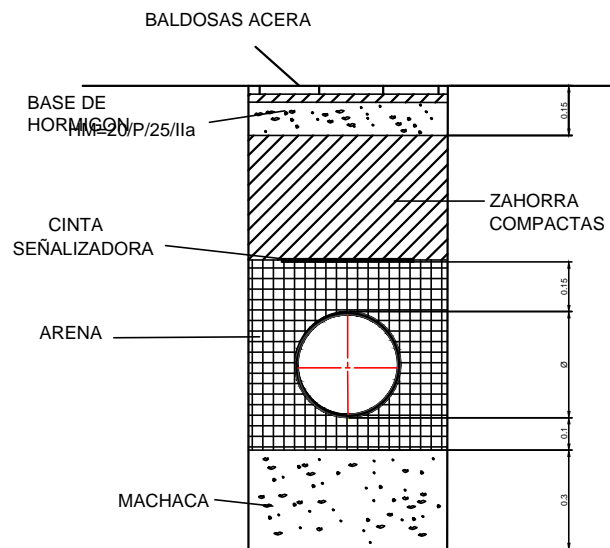 BALDOSAS ACERA
BASE DE
HORMIGON
HM=20/P/25/IIa
0.15
ZAHORRA
COMPACTAS
CINTA
SEÑALIZADORA
0.15
ARENA
Ø
0.1
MACHACA
0.3